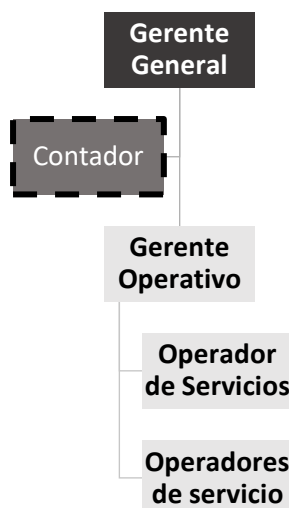 Gerente
General
Contador
Gerente
Operativo
Operador
de Servicios
Operadores
de servicio